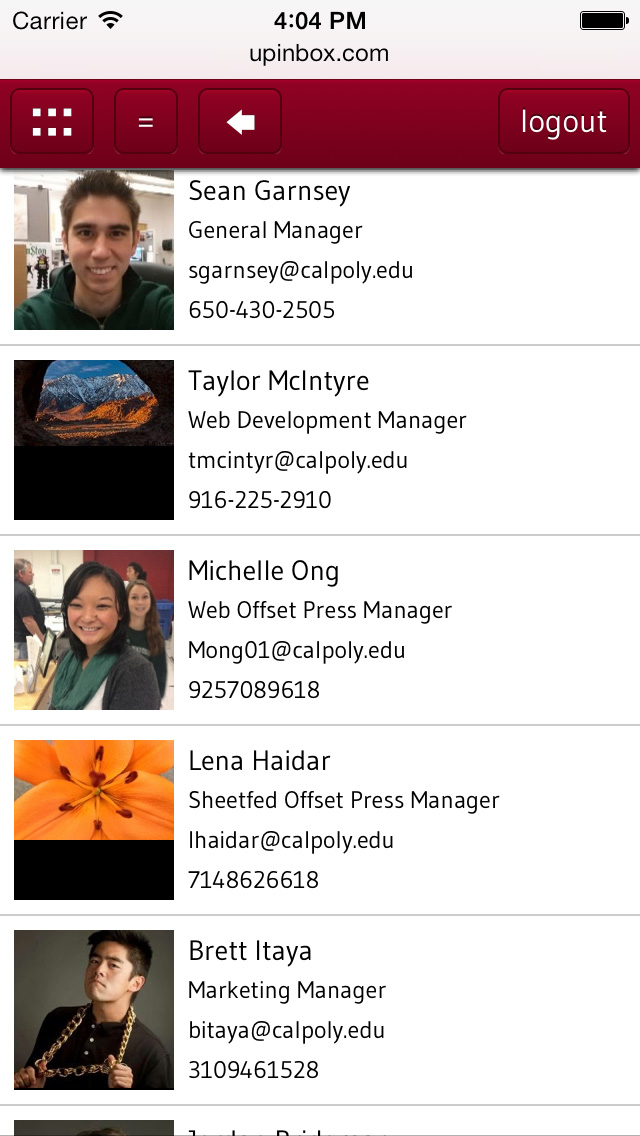 Carrier 4:04 PM
upinbox.com
= logout
Sean Garnsey
General Manager
sgarnsey@calpoly.edu
650-430-2505
Taylor McIntyre
Web Development Manager
tmcintyr@calpoly.edu
916-225-2910
Michelle Ong
Web Offset Press Manager
Mong01@calpoly.edu
9257089618
Lena Haidar
Sheetfed Offset Press Manager
lhaidar@calpoly.edu
7148626618
Brett Itaya
Marketing Manager
bitaya@calpoly.edu
3109461528